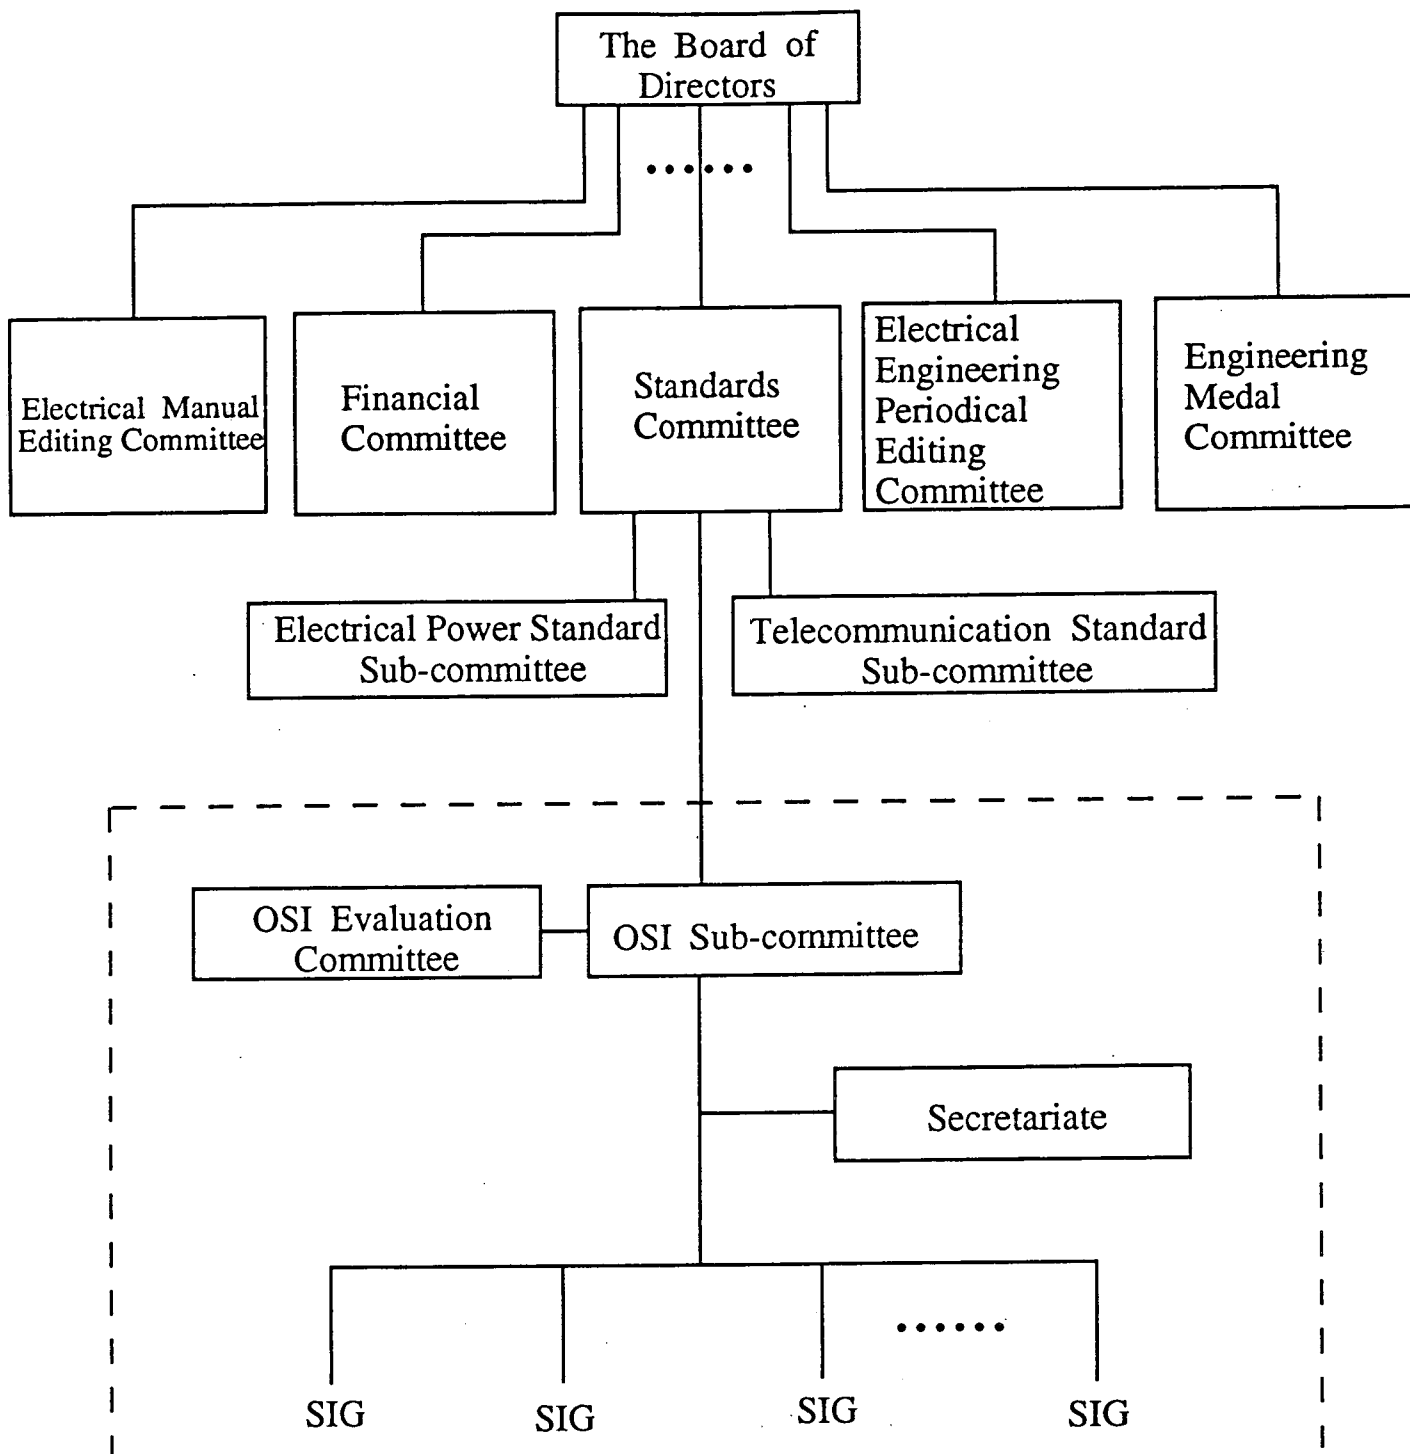 The Board of
Directors
Electrical Manual
Editing Committee
Financial
Committee
Standards
Committee
Electrical
Engineering
Periodical
Editing
Committee
Engineering
Medal
Committee
Electrical Power Standard
Sub-committee
Telecommunication Standard
Sub-committee
OSI Evaluation
Committee
OSI Sub-committee
Secretariate
SIG
SIG
SIG
SIG